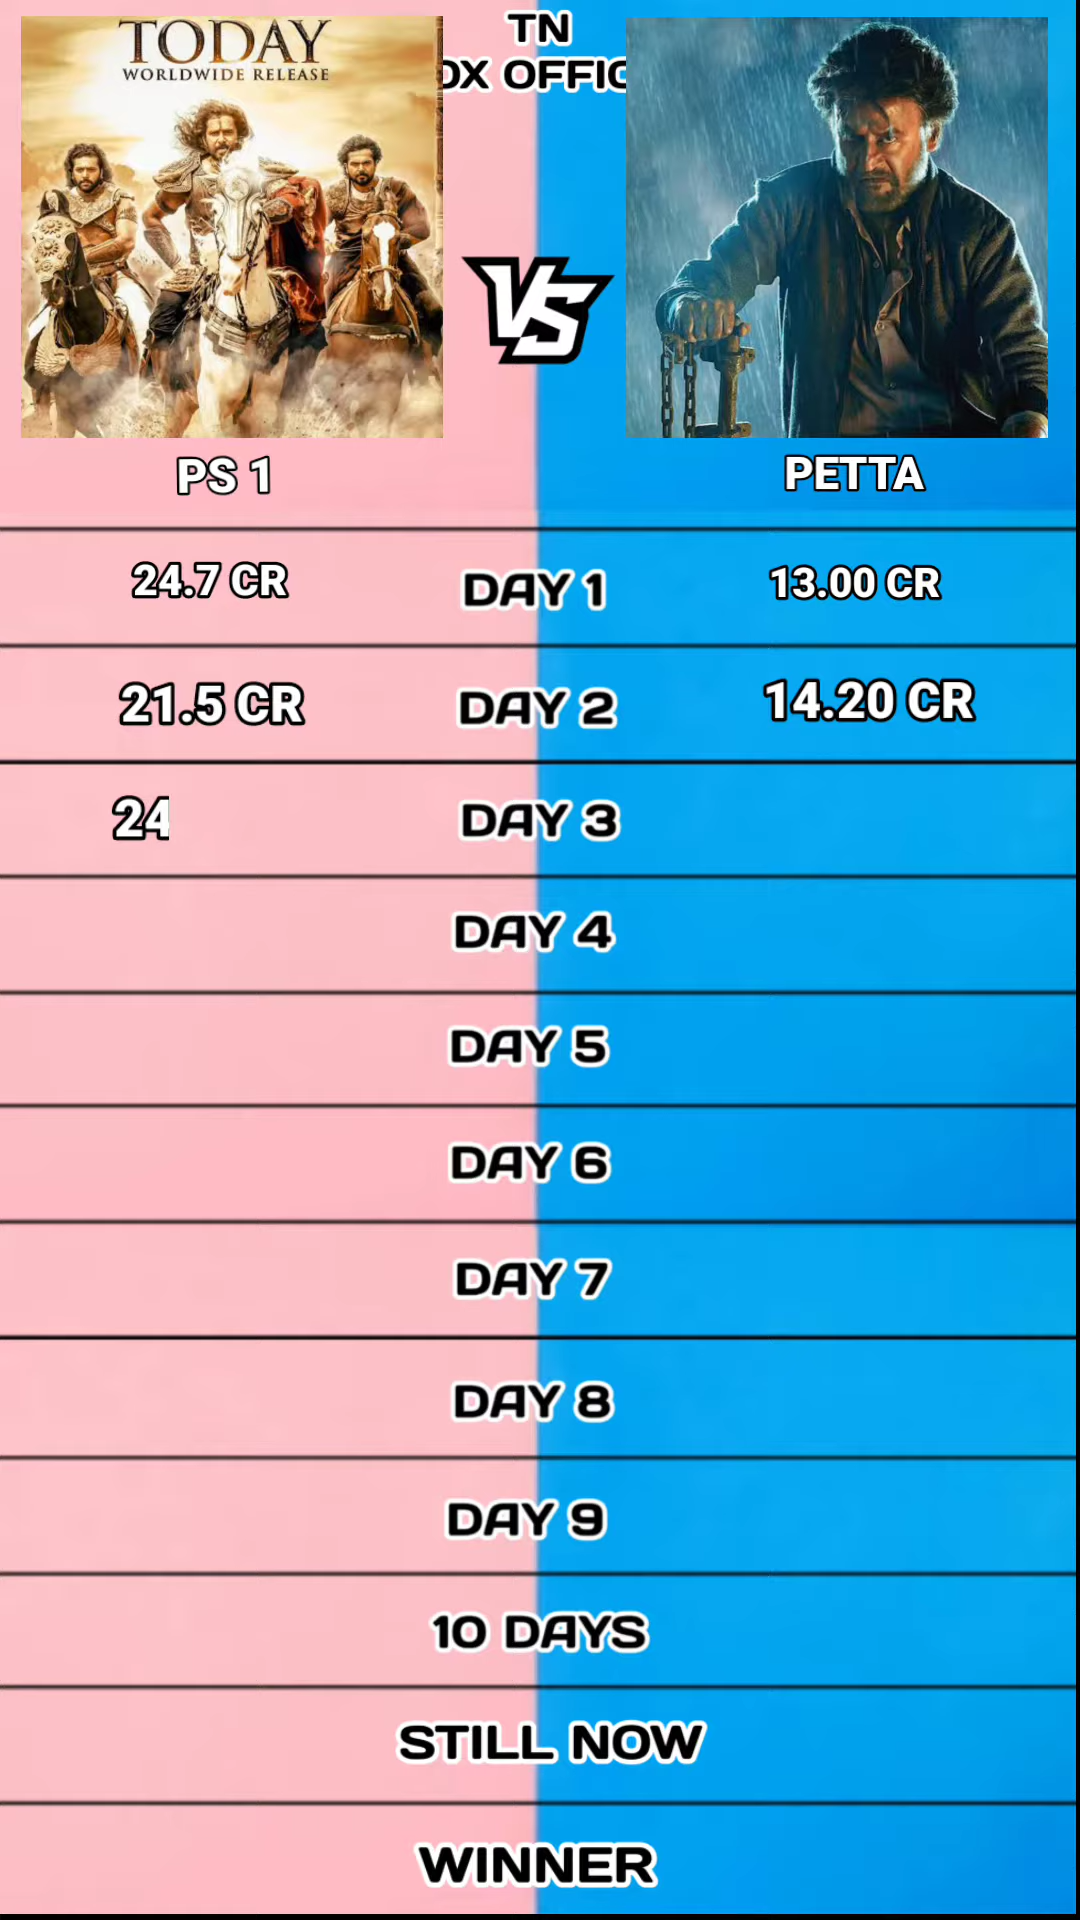 TODAY
WORLDWIDE RELEASE
TN
OX OFFIC
VS
PS 1
PETTA
24.7 CR
DAY 1
13.00 CR
21.5 CR
DAY 2
14.20 CR
24
DAY 3
DAY 4
DAY 5
DAY 6
DAY 7
DAY 8
DAY 9
10 DAYS
STILL NOW
WINNER